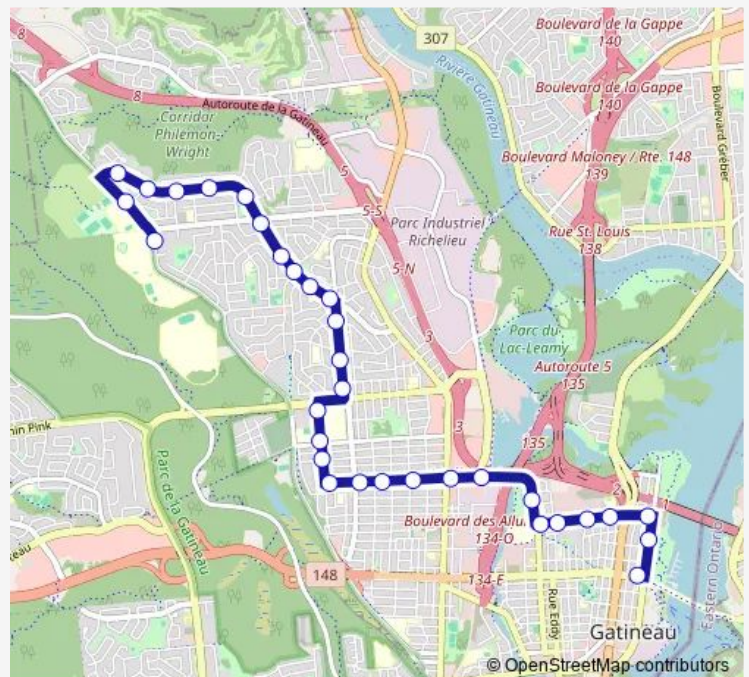 Boulevard de la Gappe
140
307
8
Rivière Gatineau
Boulevard de la Gappe
140
8
Autoroute de la Gatineau
Corridor
Philemon-
Wright
Boulevard Gréber
5
Boulevard Maloney / Rte. 148
139
5-S
Parc Industriel
Richelieu
Rue St. Louis
138
5-N
Parc du
Lac-Leamy
3
Autoroute 5
135
3
135
Parc de la Gatineau
2
1
Boulevard des Allu
134-O
148
134-E
Rue Eddy
Eastern Ontario
Gatineau
© OpenStreetMap contributors